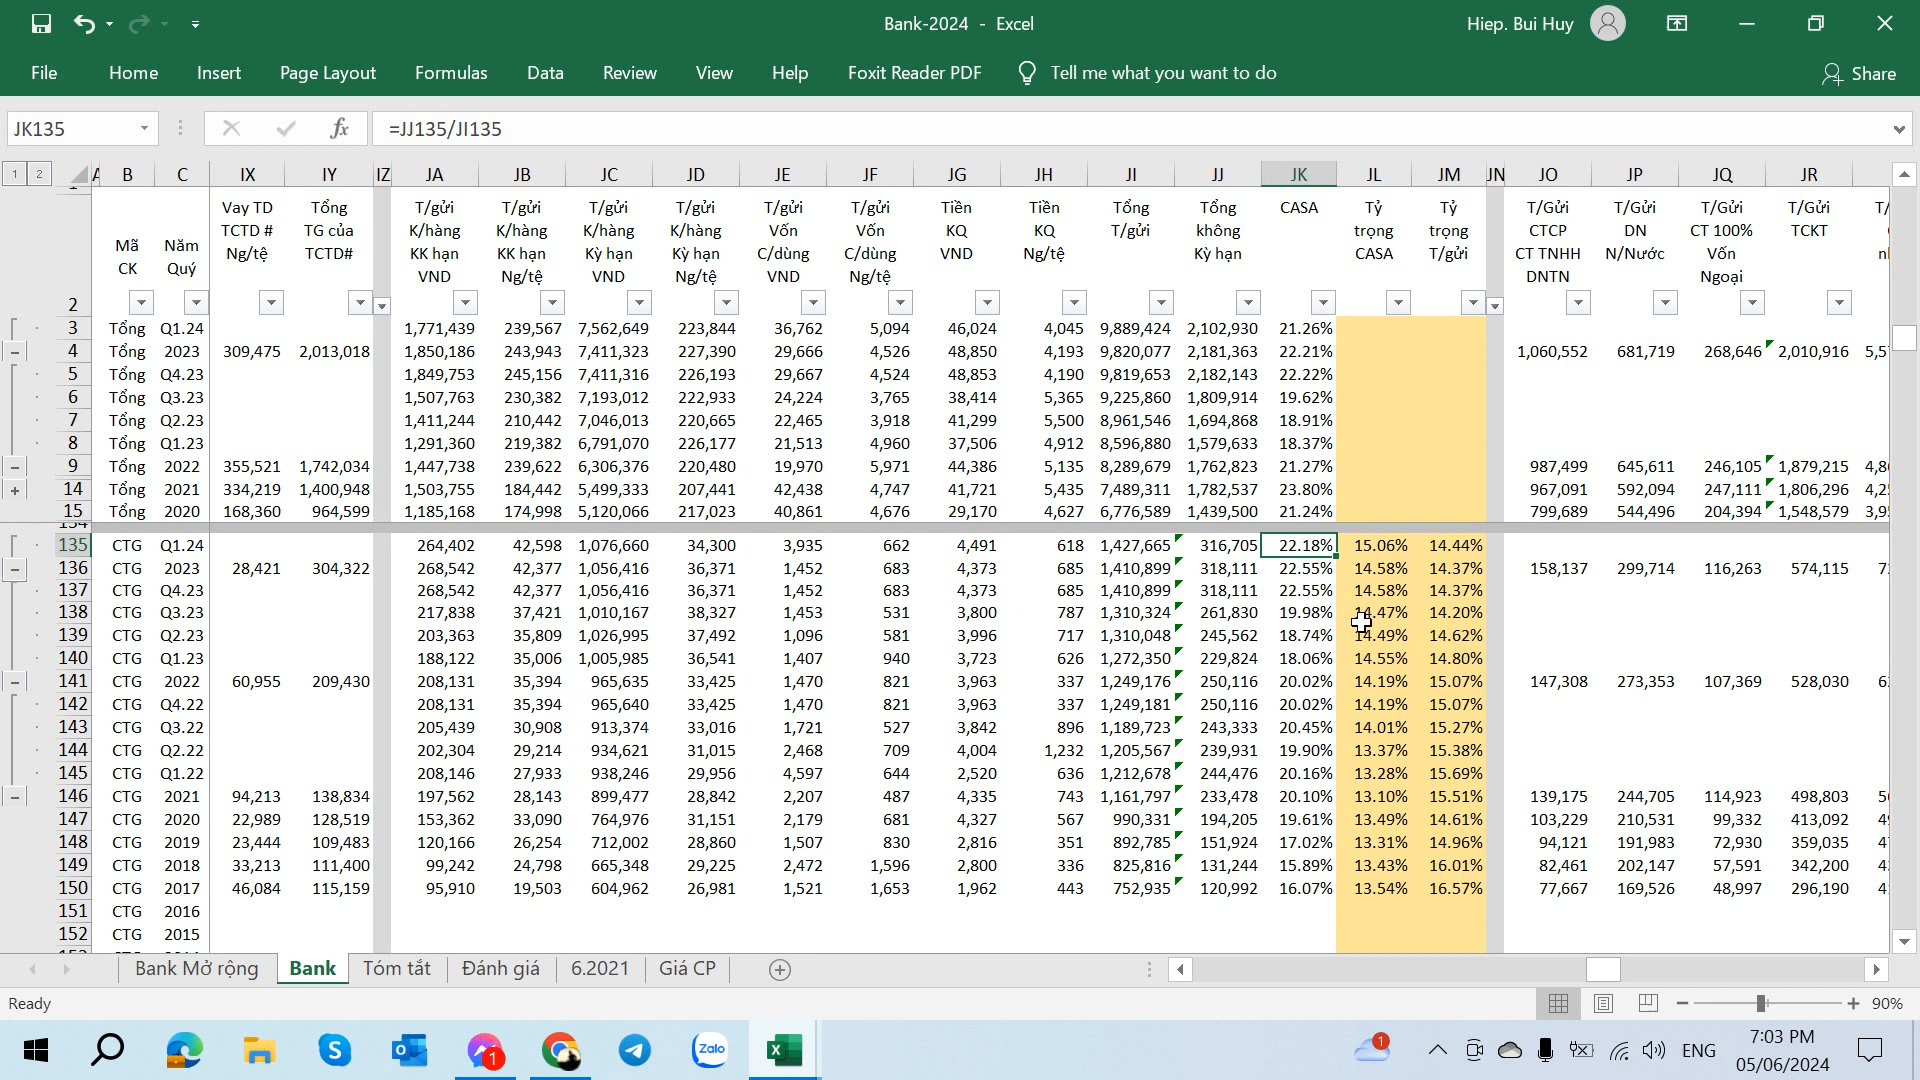 Bank-2024 - Excel
Hiep. Bui Huy
File Home Insert Page Layout Formulas Data Review View Help Foxit Reader PDF Tell me what you want to do Share
JK135 fx =JJ135/JI135
1 2
A B C IX IY IZ JA JB JC JD JE JF JG JH JI JJ JK JL JM JN JO JP JQ JR
Mã CK
Năm Quý
Vay TD TCTD # Ng/tệ
Tổng TG của TCTD#
T/gửi K/hàng KK hạn VND
T/gửi K/hàng KK hạn Ng/tệ
T/gửi K/hàng Kỳ hạn VND
T/gửi K/hàng Kỳ hạn Ng/tệ
T/gửi Vốn C/dùng VND
T/gửi Vốn C/dùng Ng/tệ
Tiền KQ VND
Tiền KQ Ng/tệ
Tổng T/gửi
Tổng không Kỳ hạn
CASA
Tỷ trọng CASA
Tỷ trọng T/gửi
T/Gửi CTCP CT TNHH DNTN
T/Gửi DN N/Nước
T/Gửi CT 100% Vốn Ngoại
T/Gửi TCKT
2
3 Tổng Q1.24 1,771,439 239,567 7,562,649 223,844 36,762 5,094 46,024 4,045 9,889,424 2,102,930 21.26%
4 Tổng 2023 309,475 2,013,018 1,850,186 243,943 7,411,323 227,390 29,666 4,526 48,850 4,193 9,820,077 2,181,363 22.21% 1,060,552 681,719 268,646 2,010,916
5 Tổng Q4.23 1,849,753 245,156 7,411,316 226,193 29,667 4,524 48,853 4,190 9,819,653 2,182,143 22.22%
6 Tổng Q3.23 1,507,763 230,382 7,193,012 222,933 24,224 3,765 38,414 5,365 9,225,860 1,809,914 19.62%
7 Tổng Q2.23 1,411,244 210,442 7,046,013 220,665 22,465 3,918 41,299 5,500 8,961,546 1,694,868 18.91%
8 Tổng Q1.23 1,291,360 219,382 6,791,070 226,177 21,513 4,960 37,506 4,912 8,596,880 1,579,633 18.37%
9 Tổng 2022 355,521 1,742,034 1,447,738 239,622 6,306,376 220,480 19,970 5,971 44,386 5,135 8,289,679 1,762,823 21.27% 987,499 645,611 246,105 1,879,215
14 Tổng 2021 334,219 1,400,948 1,503,755 184,442 5,499,333 207,441 42,438 4,747 41,721 5,435 7,489,311 1,782,537 23.80% 967,091 592,094 247,111 1,806,296
15 Tổng 2020 168,360 964,599 1,185,168 174,998 5,120,066 217,023 40,861 4,676 29,170 4,627 6,776,589 1,439,500 21.24% 799,689 544,496 204,394 1,548,579
135 CTG Q1.24 264,402 42,598 1,076,660 34,300 3,935 662 4,491 618 1,427,665 316,705 22.18% 15.06% 14.44%
136 CTG 2023 28,421 304,322 268,542 42,377 1,056,416 36,371 1,452 683 4,373 685 1,410,899 318,111 22.55% 14.58% 14.37% 158,137 299,714 116,263 574,115
137 CTG Q4.23 268,542 42,377 1,056,416 36,371 1,452 683 4,373 685 1,410,899 318,111 22.55% 14.58% 14.37%
138 CTG Q3.23 217,838 37,421 1,010,167 38,327 1,453 531 3,800 787 1,310,324 261,830 19.98% 14.47% 14.20%
139 CTG Q2.23 203,363 35,809 1,026,995 37,492 1,096 581 3,996 717 1,310,048 245,562 18.74% 14.49% 14.62%
140 CTG Q1.23 188,122 35,006 1,005,985 36,541 1,407 940 3,723 626 1,272,350 229,824 18.06% 14.55% 14.80%
141 CTG 2022 60,955 209,430 208,131 35,394 965,635 33,425 1,470 821 3,963 337 1,249,176 250,116 20.02% 14.19% 15.07% 147,308 273,353 107,369 528,030
142 CTG Q4.22 208,131 35,394 965,640 33,425 1,470 821 3,963 337 1,249,181 250,116 20.02% 14.19% 15.07%
143 CTG Q3.22 205,439 30,908 913,374 33,016 1,721 527 3,842 896 1,189,723 243,333 20.45% 14.01% 15.27%
144 CTG Q2.22 202,304 29,214 934,621 31,015 2,468 709 4,004 1,232 1,205,567 239,931 19.90% 13.37% 15.38%
145 CTG Q1.22 208,146 27,933 938,246 29,956 4,597 644 2,520 636 1,212,678 244,476 20.16% 13.28% 15.69%
146 CTG 2021 94,213 138,834 197,562 28,143 899,477 28,842 2,207 487 4,335 743 1,161,797 233,478 20.10% 13.10% 15.51% 139,175 244,705 114,923 498,803
147 CTG 2020 22,989 128,519 153,362 33,090 764,976 31,151 2,179 681 4,327 567 990,331 194,205 19.61% 13.49% 14.61% 103,229 210,531 99,332 413,092
148 CTG 2019 23,444 109,483 120,166 26,254 712,002 28,860 1,507 830 2,816 351 892,785 151,924 17.02% 13.31% 14.96% 94,121 191,983 72,930 359,035
149 CTG 2018 33,213 111,400 99,242 24,798 665,348 29,225 2,472 1,596 2,800 336 825,816 131,244 15.89% 13.43% 16.01% 82,461 202,147 57,591 342,200
150 CTG 2017 46,084 115,159 95,910 19,503 604,962 26,981 1,521 1,653 1,962 443 752,935 120,992 16.07% 13.54% 16.57% 77,667 169,526 48,997 296,190
151 CTG 2016
152 CTG 2015
Bank Mở rộng Bank Tóm tắt Đánh giá 6.2021 Giá CP
Ready 90%
Zalo 1 1 ENG 7:03 PM
05/06/2024